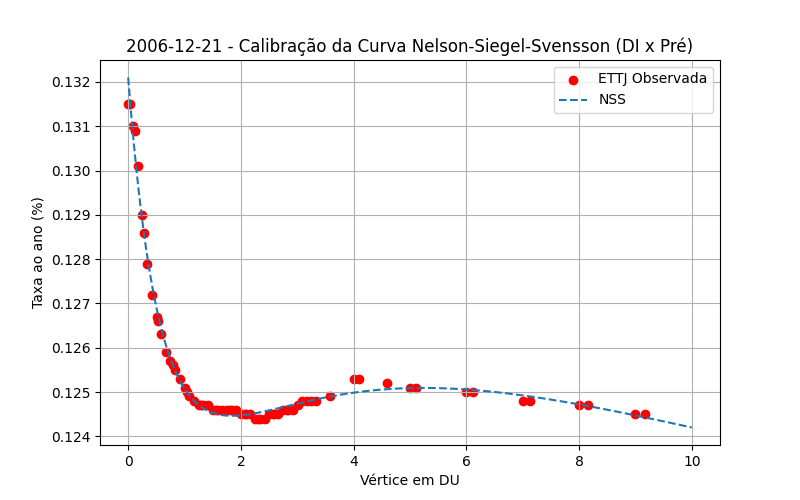 2006-12-21 - Calibração da Curva Nelson-Siegel-Svensson (DI x Pré)
ETTJ Observada
NSS
Taxa ao ano (%)
0.132
0.131
0.130
0.129
0.128
0.127
0.126
0.125
0.124
0 2 4 6 8 10
Vértice em DU